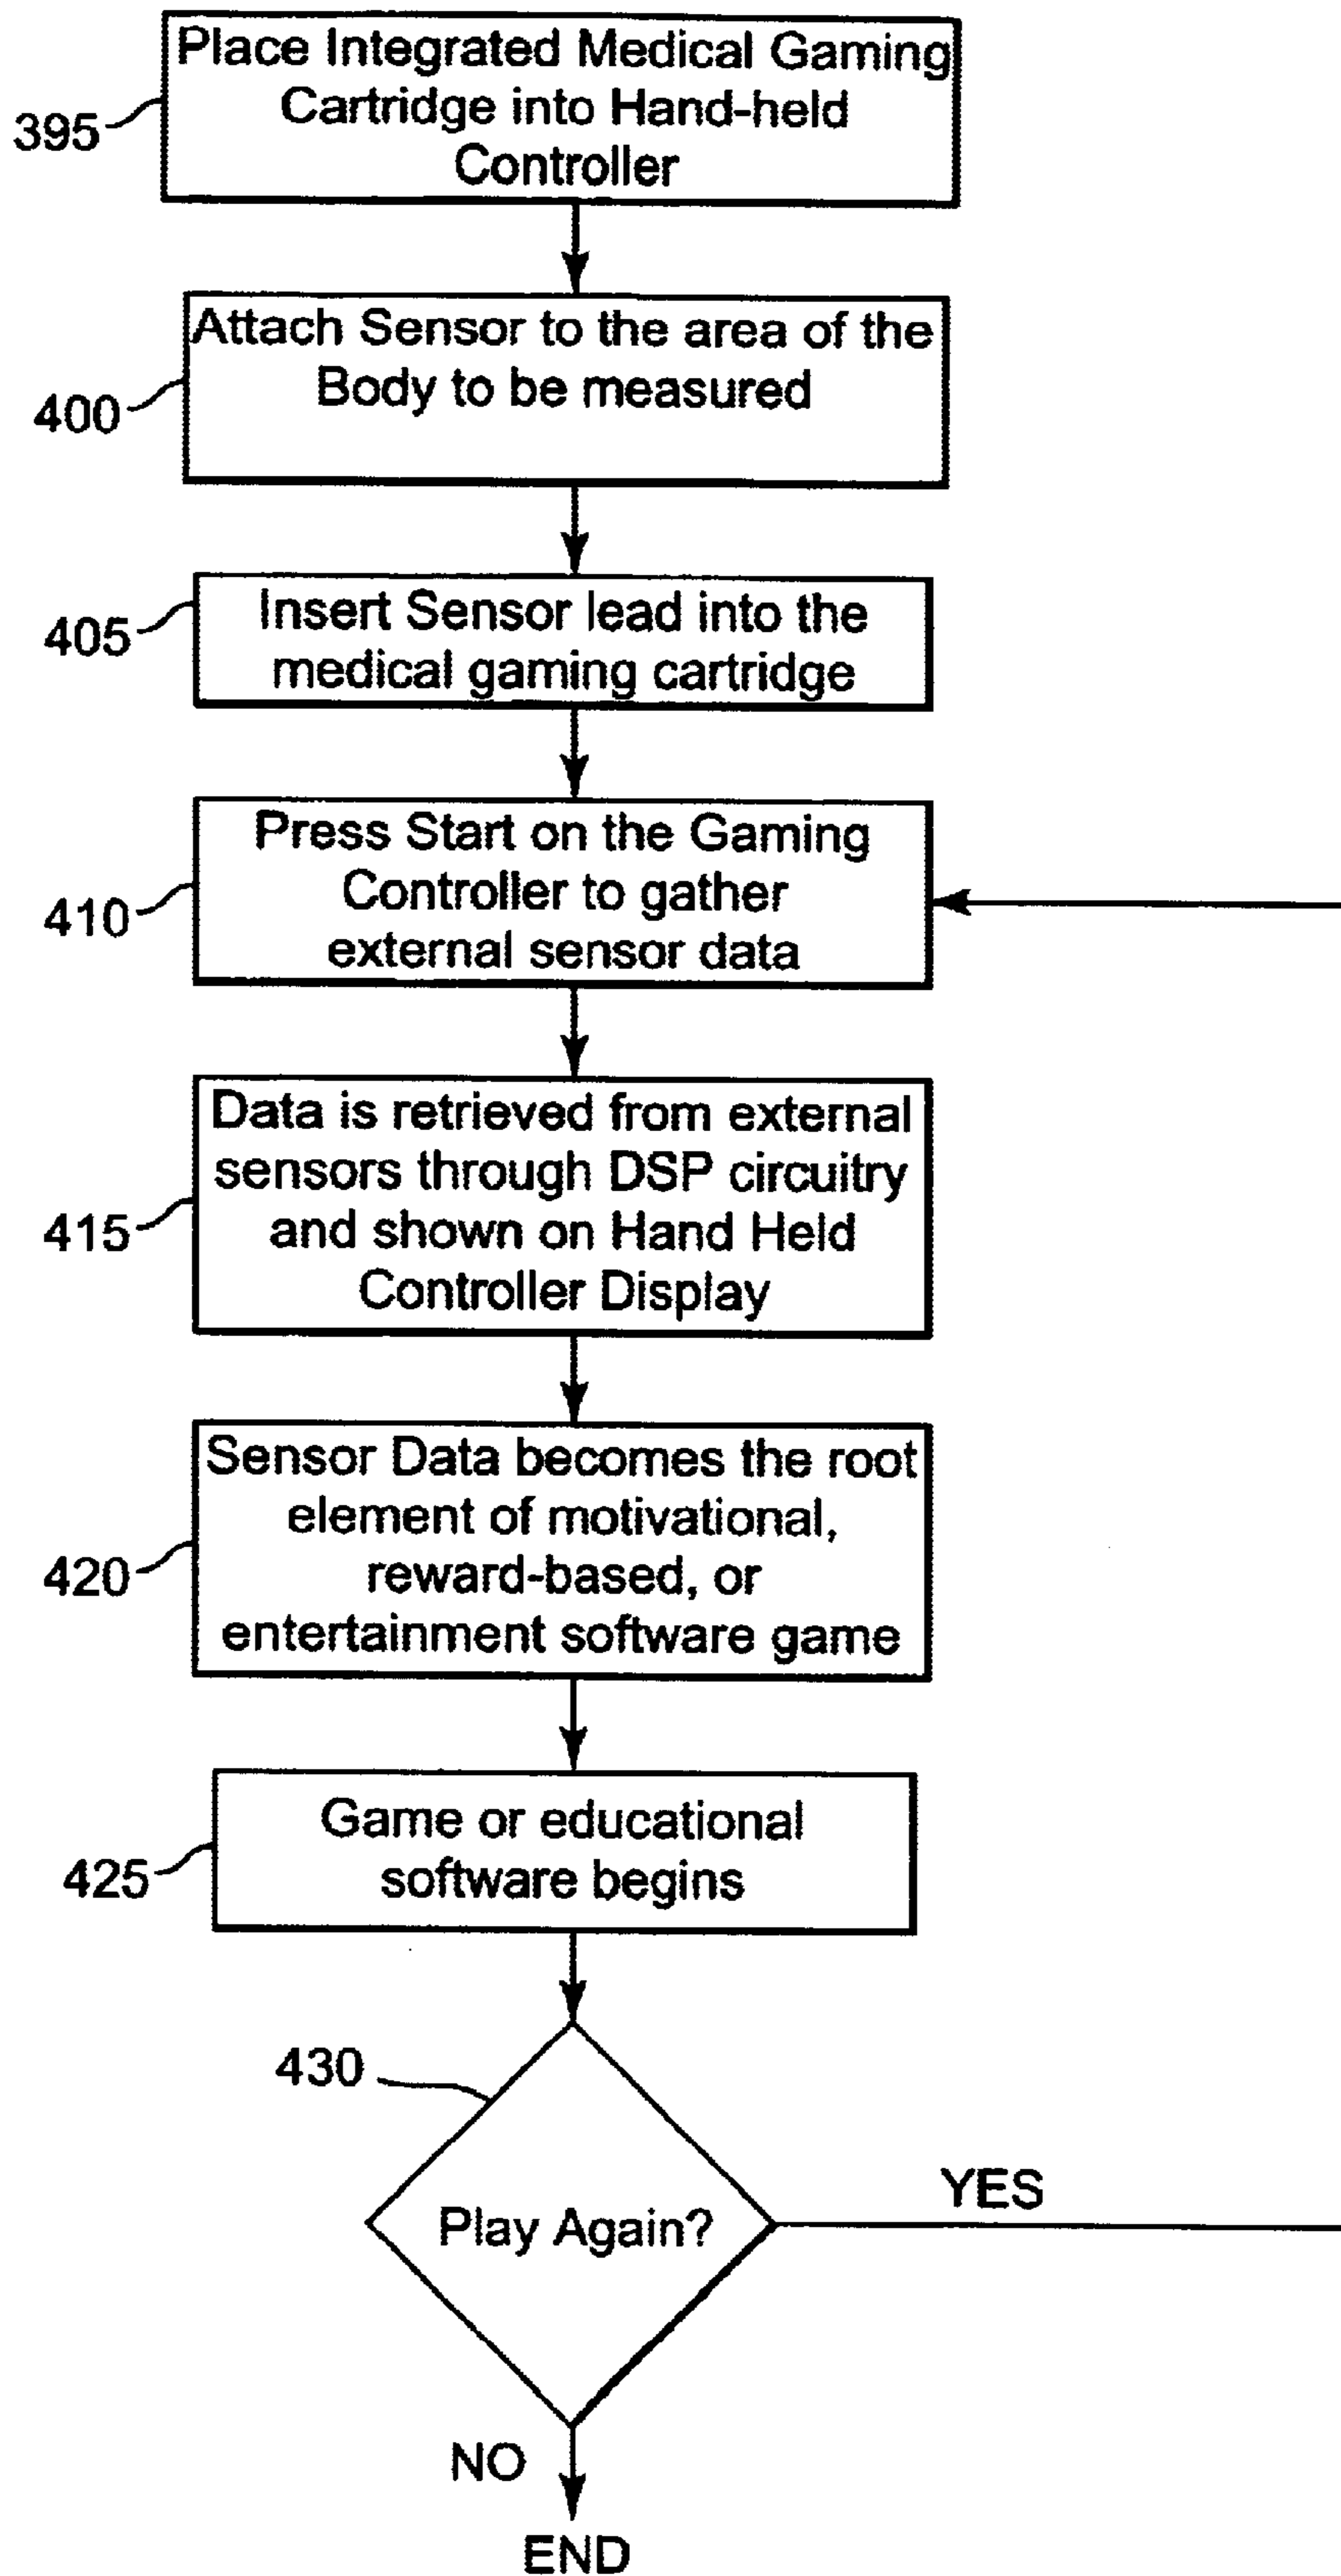 Place Integrated Medical Gaming
Cartridge into Hand-held
Controller
395
Attach Sensor to the area of the
Body to be measured
400
Insert Sensor lead into the
medical gaming cartridge
405
Press Start on the Gaming
Controller to gather
external sensor data
410
Data is retrieved from external
sensors through DSP circuitry
and shown on Hand Held
Controller Display
415
Sensor Data becomes the root
element of motivational,
reward-based, or
entertainment software game
420
Game or educational
software begins
425
430
Play Again?
YES
NO
END